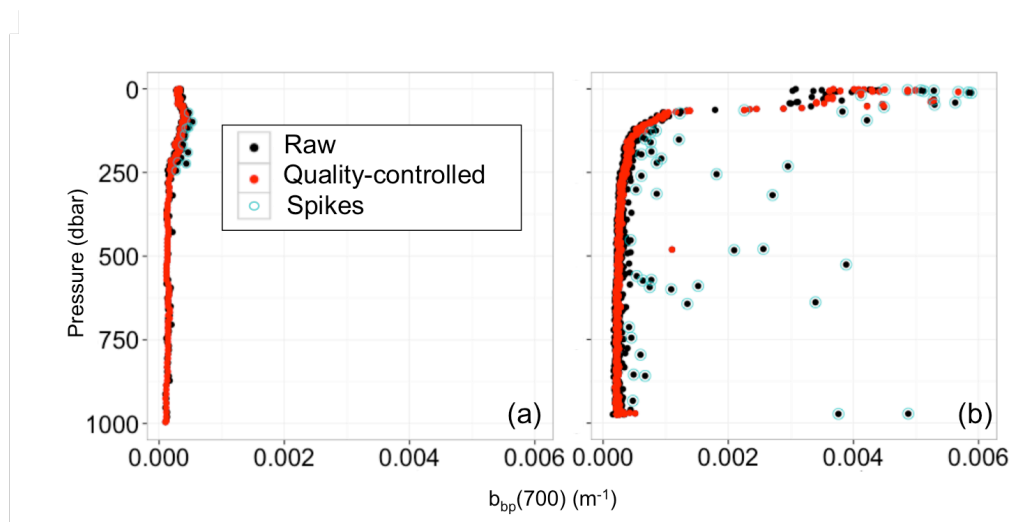 0
250
500
750
1000
Pressure (dbar)
Raw
Quality-controlled
Spikes
(a)
(b)
0.000 0.002 0.004 0.006
0.000 0.002 0.004 0.006
b_bp(700) (m⁻¹)